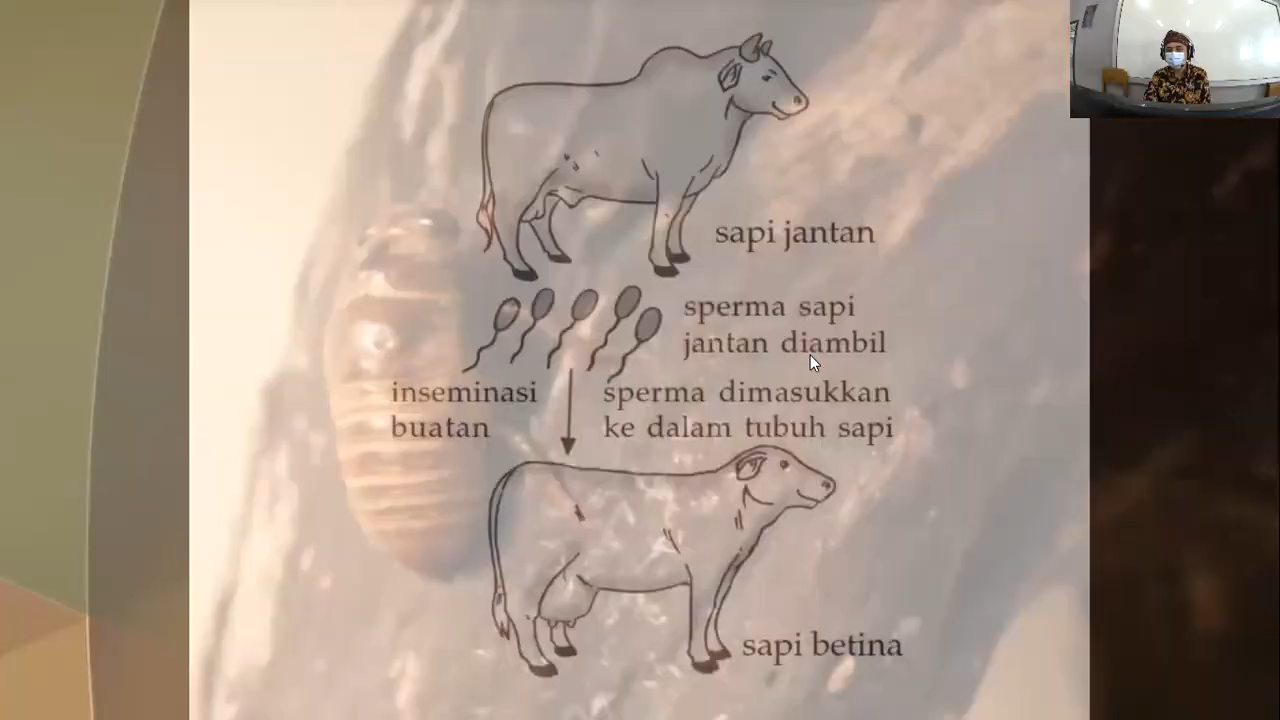 sapi jantan
sperma sapi
jantan diambil
inseminasi
buatan
sperma dimasukkan
ke dalam tubuh sapi
sapi betina